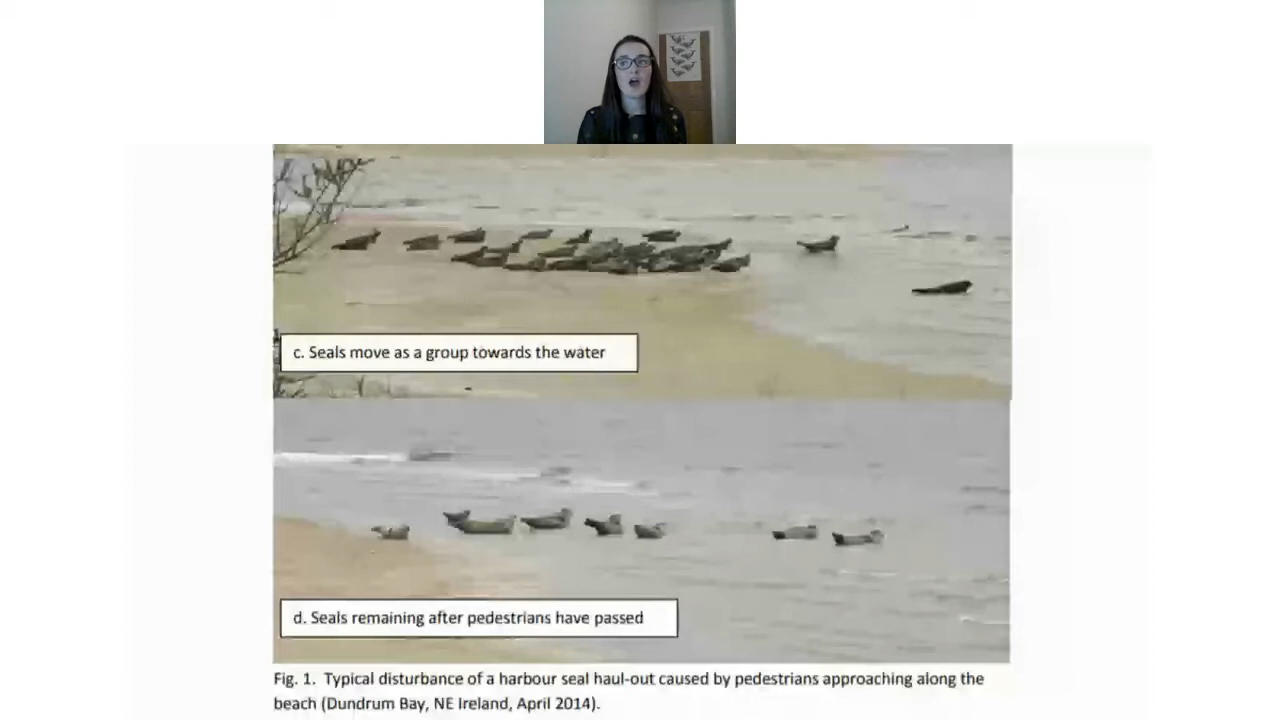 c. Seals move as a group towards the water
d. Seals remaining after pedestrians have passed
Fig. 1.  Typical disturbance of a harbour seal haul-out caused by pedestrians approaching along the
beach (Dundrum Bay, NE Ireland, April 2014).